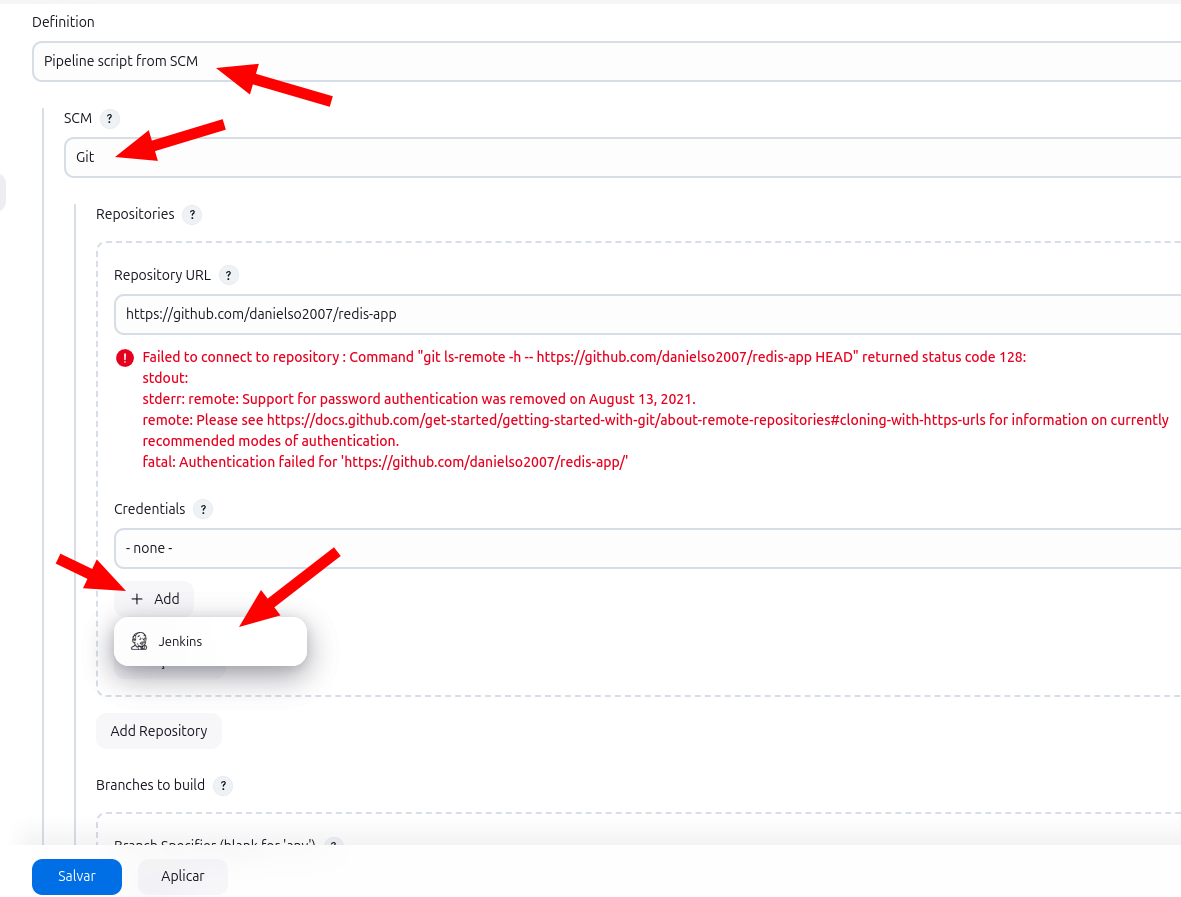 Definition
Pipeline script from SCM
SCM ?
Git
Repositories ?
Repository URL ?
https://github.com/danielso2007/redis-app
! Failed to connect to repository : Command "git ls-remote -h -- https://github.com/danielso2007/redis-app HEAD" returned status code 128:
stdout:
stderr: remote: Support for password authentication was removed on August 13, 2021.
remote: Please see https://docs.github.com/get-started/getting-started-with-git/about-remote-repositories#cloning-with-https-urls for information on currently
recommended modes of authentication.
fatal: Authentication failed for 'https://github.com/danielso2007/redis-app/'
Credentials ?
- none -
+ Add
Jenkins
Add Repository
Branches to build ?
Branch Specifier (blank for 'any') ?
Salvar
Aplicar